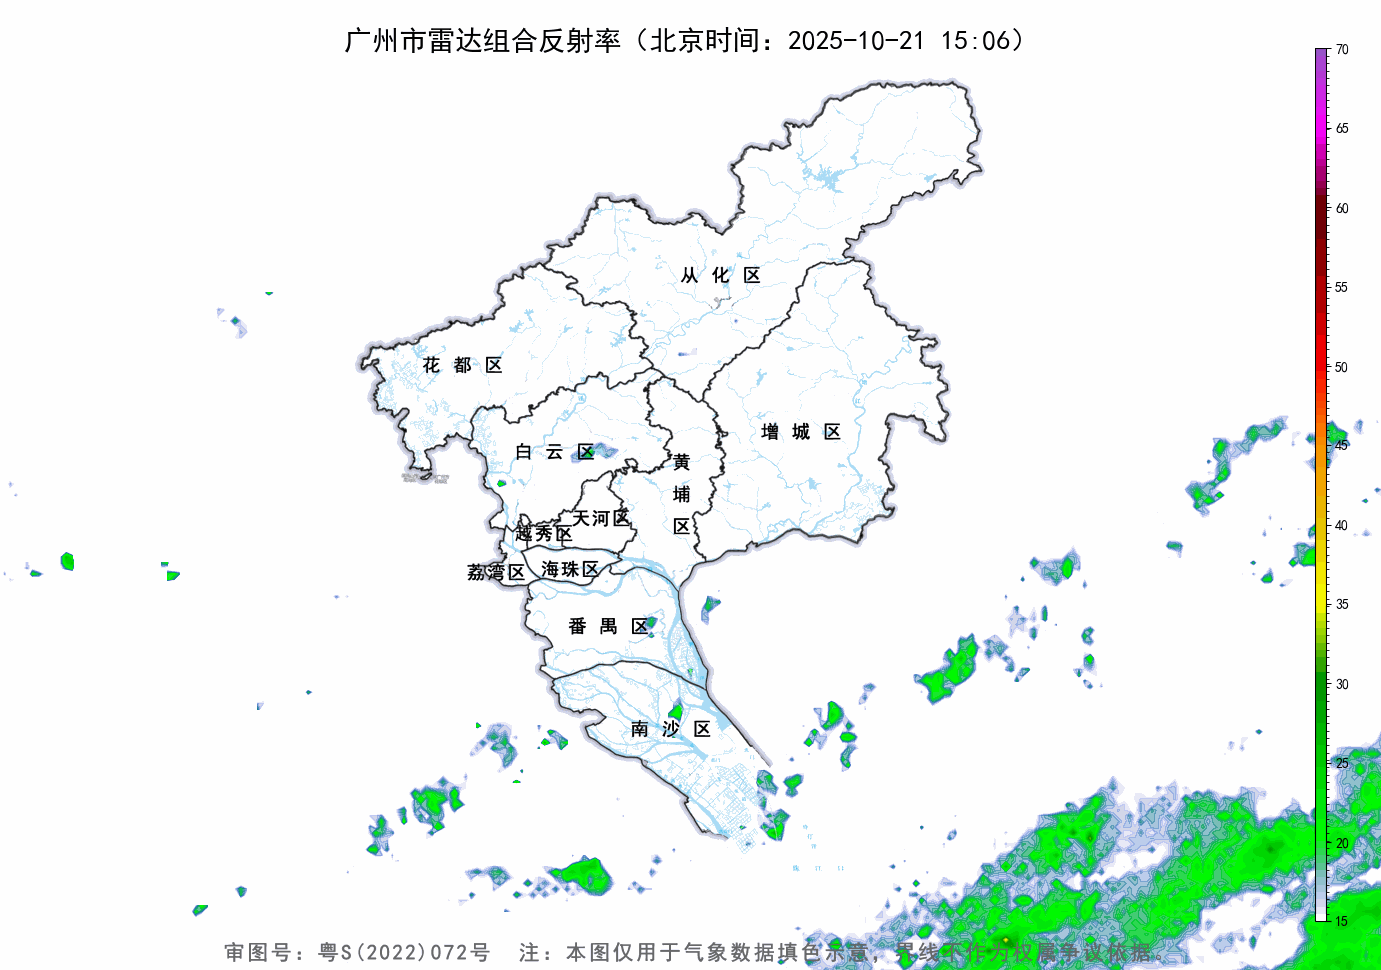 广州市雷达组合反射率（北京时间：2025-10-21 15:06）
70
65
60
55
50
45
40
35
30
25
20
15
从化区
花都区
增城区
白云区
黄埔区
天河区
越秀区
荔湾区
海珠区
番禺区
南沙区
审图号：粤S(2022)072号 注：本图仅用于气象数据填色示意，界线不作为权属争议依据。